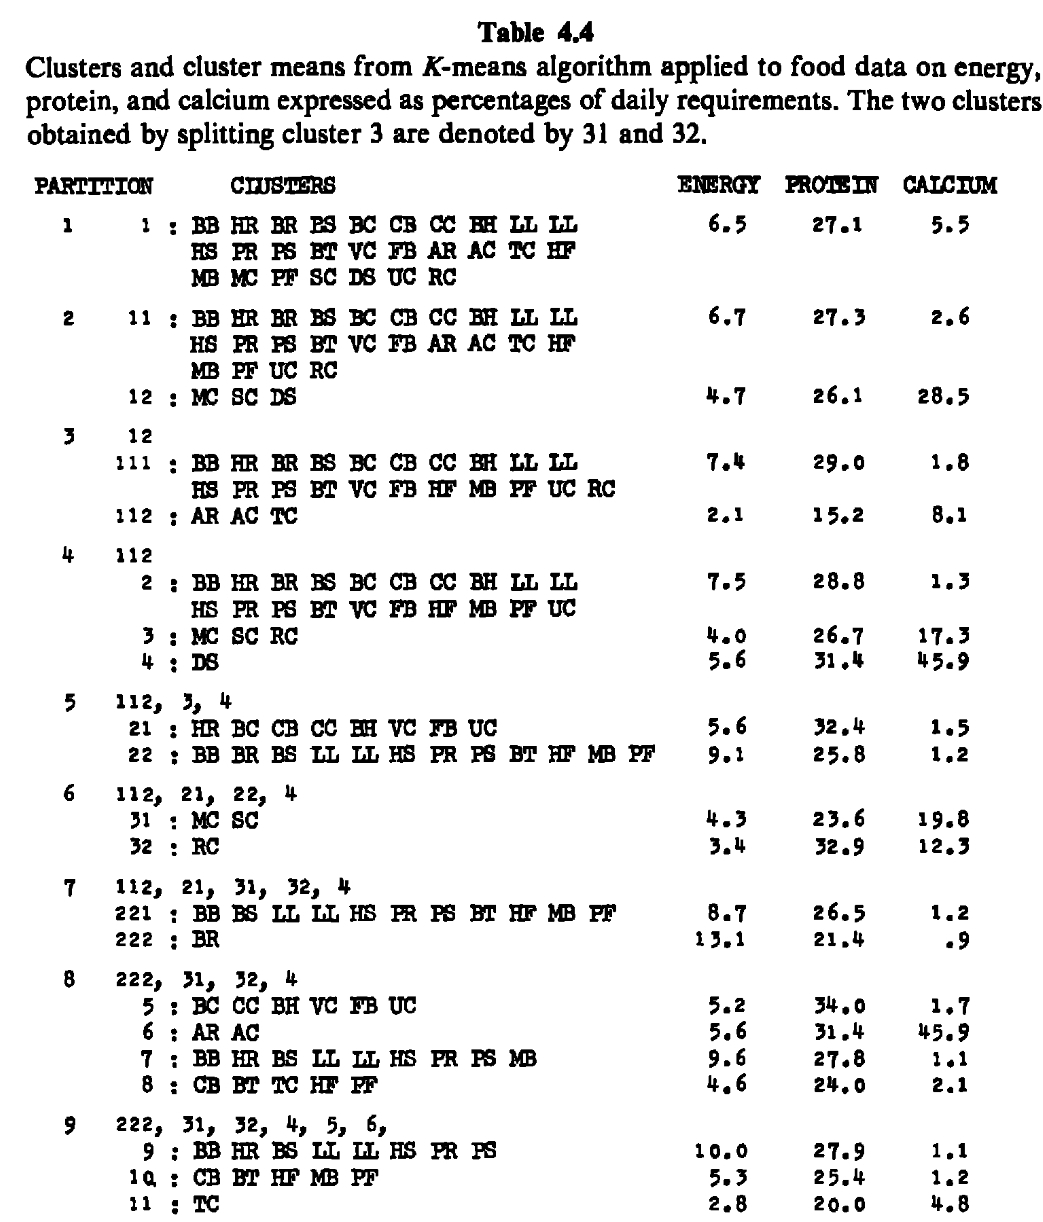 Table 4.4
Clusters and cluster means from K-means algorithm applied to food data on energy,
protein, and calcium expressed as percentages of daily requirements. The two clusters
obtained by splitting cluster 3 are denoted by 31 and 32.
PARTITION CLUSTERS ENERGY PROTEIN CALCIUM
1 1 : BB HR BR BS BC CB CC BH LL LL 6.5 27.1 5.5
HS PR PS BT VC FB AR AC TC HF
MB MC PF SC DS UC RC
2 11 : BB HR BR BS BC CB CC BH LL LL 6.7 27.3 2.6
HS PR PS BT VC FB AR AC TC HF
MB PF UC RC
12 : MC SC DS 4.7 26.1 28.5
3 12
111 : BB HR BR BS BC CB CC BH LL LL 7.4 29.0 1.8
HS PR PS BT VC FB HF MB PF UC RC
112 : AR AC TC 2.1 15.2 8.1
4 112
2 : BB HR BR BS BC CB CC BH LL LL 7.5 28.8 1.3
HS PR PS BT VC FB HF MB PF UC
3 : MC SC RC 4.0 26.7 17.3
4 : DS 5.6 31.4 45.9
5 112, 3, 4
21 : HR BC CB CC BH VC FB UC 5.6 32.4 1.5
22 : BB BR BS LL LL HS PR PS BT HF MB PF 9.1 25.8 1.2
6 112, 21, 22, 4
31 : MC SC 4.3 23.6 19.8
32 : RC 3.4 32.9 12.3
7 112, 21, 31, 32, 4
221 : BB BS LL LL HS PR PS BT HF MB PF 8.7 26.5 1.2
222 : BR 13.1 21.4 .9
8 222, 31, 32, 4
5 : BC CC BH VC FB UC 5.2 34.0 1.7
6 : AR AC 5.6 31.4 45.9
7 : BB HR BS LL LL HS PR PS MB 9.6 27.8 1.1
8 : CB BT TC HF PF 4.6 24.0 2.1
9 222, 31, 32, 4, 5, 6,
9 : BB HR BS LL LL HS PR PS 10.0 27.9 1.1
10 : CB BT HF MB PF 5.3 25.4 1.2
11 : TC 2.8 20.0 4.8